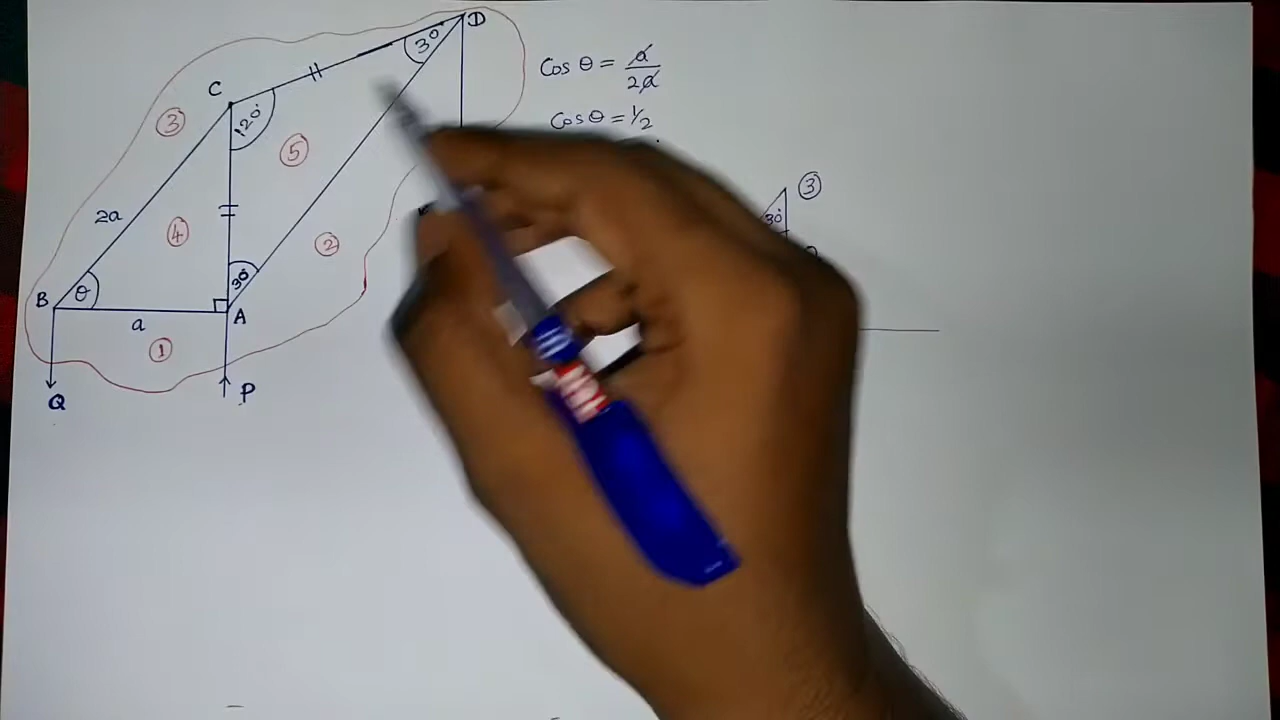 D
30
C
120°
Cos θ = a/2a
Cos θ = 1/2
③
⑤
③
30°
2a
④
②
30
B
θ
A
a
①
Q
P